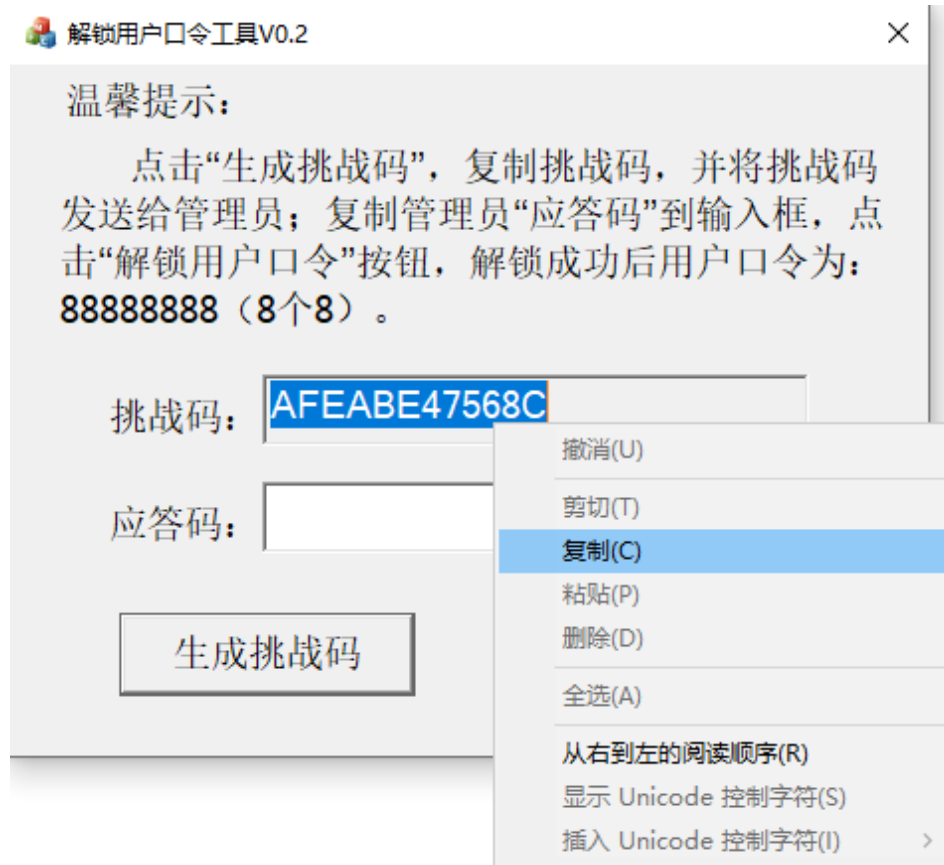 解锁用户口令工具V0.2
温馨提示：
点击“生成挑战码”，复制挑战码，并将挑战码
发送给管理员；复制管理员“应答码”到输入框，点
击“解锁用户口令”按钮，解锁成功后用户口令为：
88888888（8个8）。
挑战码：AFEABE47568C
撤消(U)
剪切(T)
应答码：
复制(C)
粘贴(P)
删除(D)
生成挑战码
全选(A)
从右到左的阅读顺序(R)
显示 Unicode 控制字符(S)
插入 Unicode 控制字符(I)